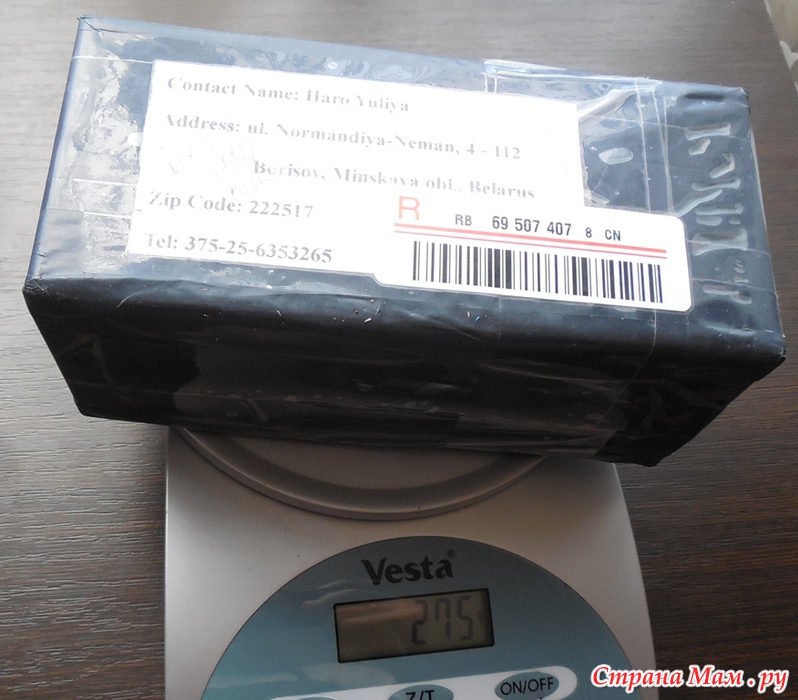 Contact Name: Haro Yuliya
Address: ul. Normandiya-Neman, 4 - 112
Borisov, Minskaya obl., Belarus
Zip Code: 222517
Tel: 375-25-6353265
R
RB 69 507 407 8 CN
Vesta®
275
Z/T
ON/OFF
Страна Мам.ру